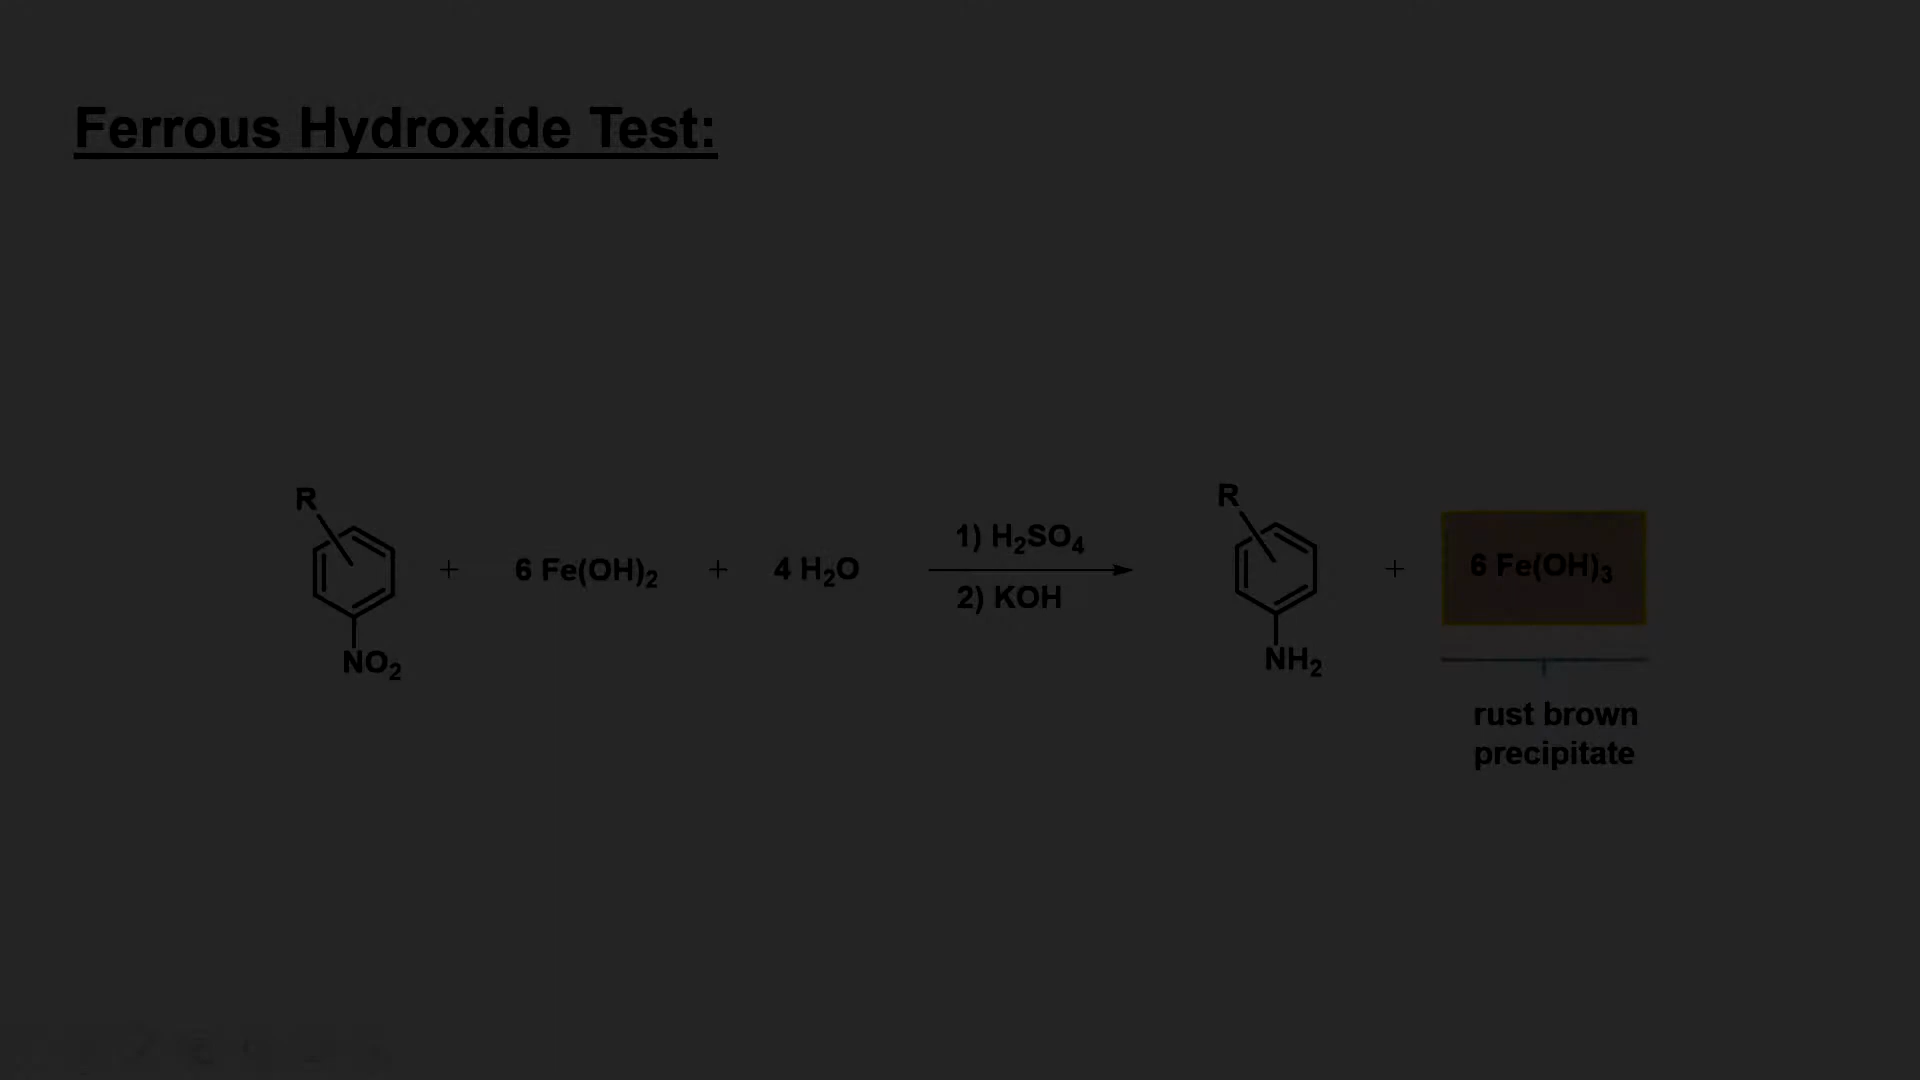 Ferrous Hydroxide Test:
R
NO2
+
6 Fe(OH)2
+
4 H2O
1) H2SO4
2) KOH
R
NH2
+
6 Fe(OH)3
rust brown
precipitate